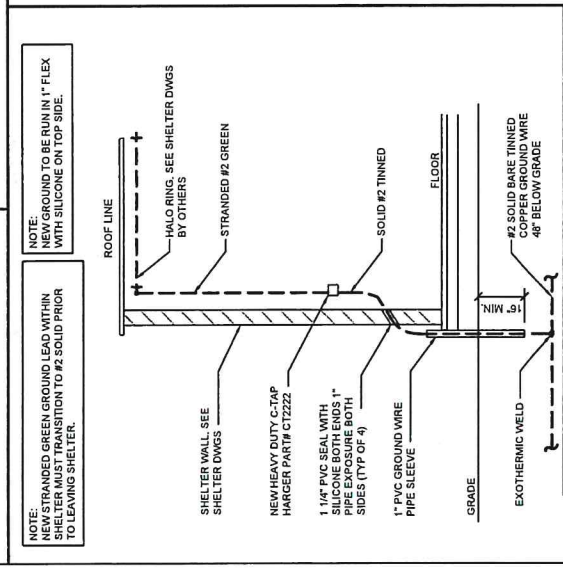 NOTE:
NEW STRANDED GREEN GROUND LEAD WITHIN
SHELTER MUST TRANSITION TO #2 SOLID PRIOR
TO LEAVING SHELTER.
NOTE:
NEW GROUND TO BE RUN IN 1" FLEX
WITH SILICONE ON TOP SIDE.
ROOF LINE
HALO RING, SEE SHELTER DWGS
BY OTHERS
STRANDED #2 GREEN
SHELTER WALL, SEE
SHELTER DWGS
NEW HEAVY DUTY C-TAP
HARGER PART# CT2222
SOLID #2 TINNED
1 1/4" PVC SEAL WITH
SILICONE BOTH ENDS 1"
PIPE EXPOSURE BOTH
SIDES (TYP OF 4)
1" PVC GROUND WIRE
PIPE SLEEVE
FLOOR
GRADE
16" MIN.
EXOTHERMIC WELD
#2 SOLID BARE TINNED
COPPER GROUND WIRE
48" BELOW GRADE